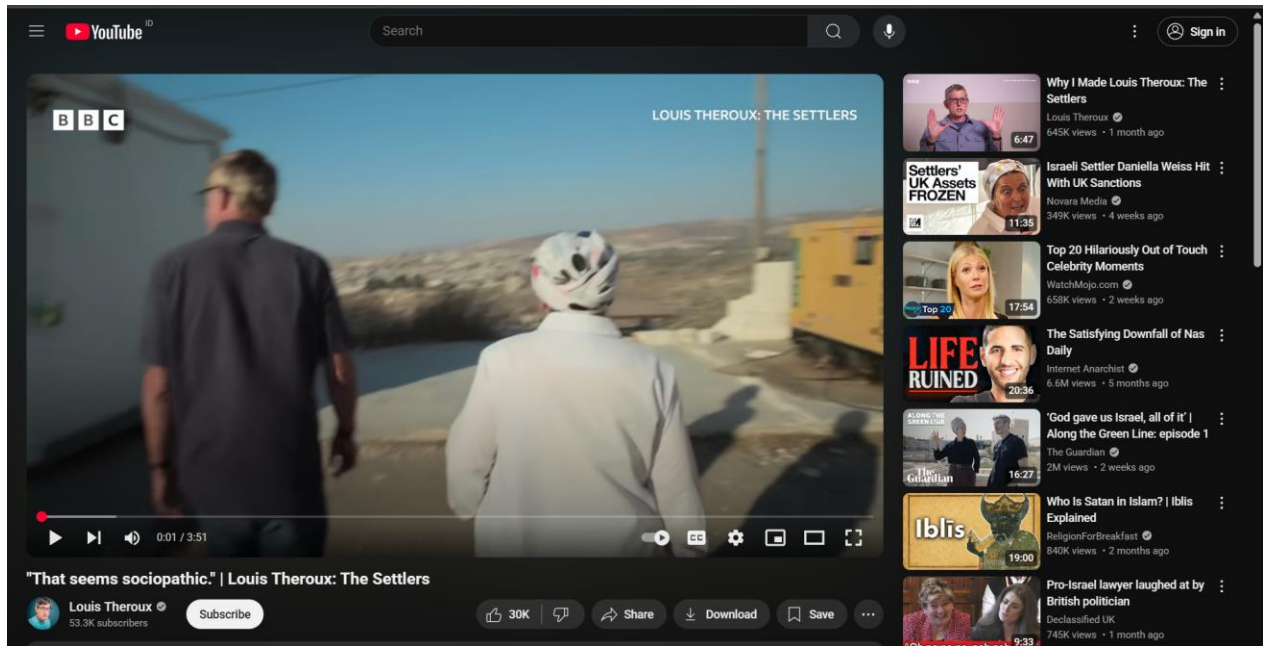 YouTube ID
Search
Sign in
BBC
LOUIS THEROUX: THE SETTLERS
0:01 / 3:51
CC
"That seems sociopathic." | Louis Theroux: The Settlers
Louis Theroux
53.3K subscribers
Subscribe
30K
Share
Download
Save
6:47
Why I Made Louis Theroux: The
Settlers
Louis Theroux
645K views • 1 month ago
Settlers'
UK Assets
FROZEN
11:35
Israeli Settler Daniella Weiss Hit
With UK Sanctions
Novara Media
349K views • 4 weeks ago
Top 20
17:54
Top 20 Hilariously Out of Touch
Celebrity Moments
WatchMojo.com
658K views • 2 weeks ago
LIFE
RUINED
20:36
The Satisfying Downfall of Nas
Daily
Internet Anarchist
6.6M views • 5 months ago
ALONG THE
GREEN LINE
The
Guardian
16:27
'God gave us Israel, all of it' |
Along the Green Line: episode 1
The Guardian
2M views • 2 weeks ago
Iblīs
19:00
Who Is Satan in Islam? | Iblis
Explained
ReligionForBreakfast
840K views • 2 months ago
9:33
Pro-Israel lawyer laughed at by
British politician
Declassified UK
745K views • 1 month ago